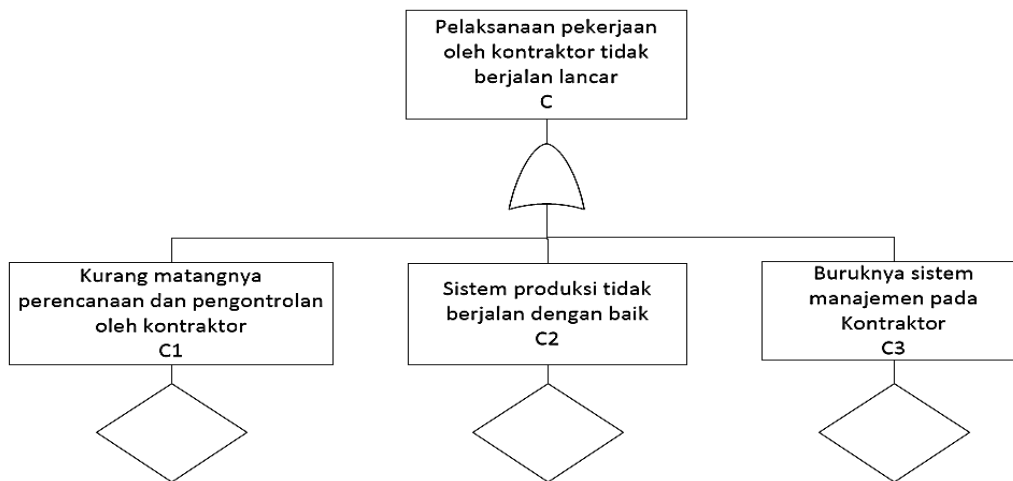 Pelaksanaan pekerjaan
oleh kontraktor tidak
berjalan lancar
C
Kurang matangnya
perencanaan dan pengontrolan
oleh kontraktor
C1
Sistem produksi tidak
berjalan dengan baik
C2
Buruknya sistem
manajemen pada
Kontraktor
C3